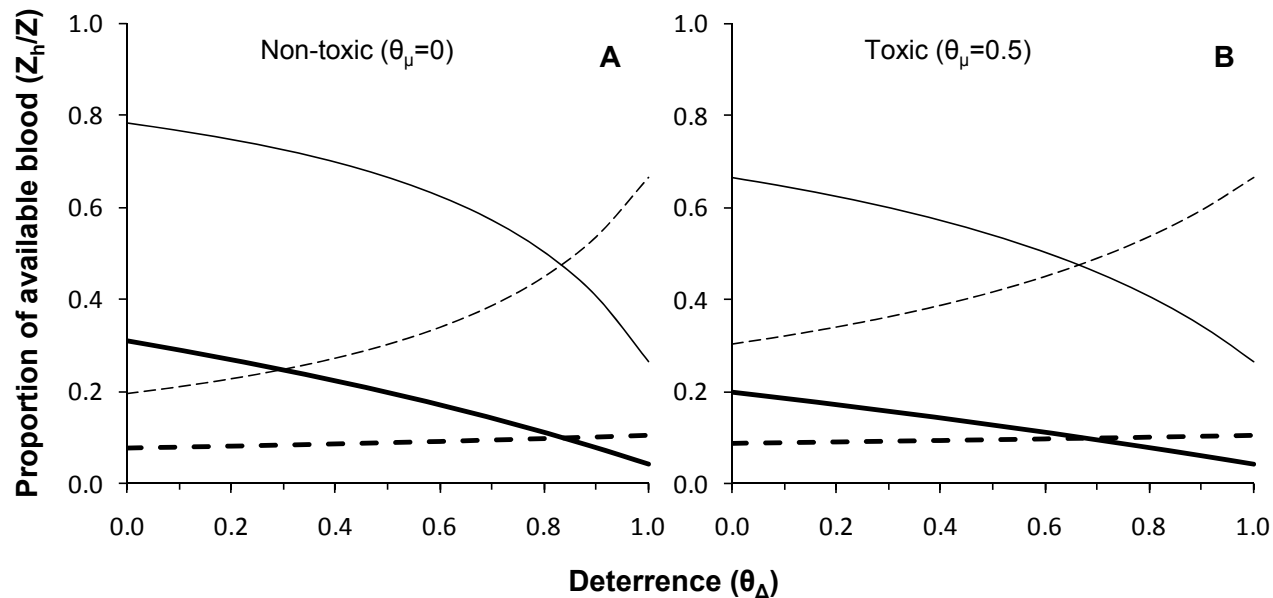 Proportion of available blood (Zₕ/Z)
Non-toxic (θμ=0)
A
1.0
0.8
0.6
0.4
0.2
0.0
0.0 0.2 0.4 0.6 0.8 1.0
Toxic (θμ=0.5)
B
1.0
0.8
0.6
0.4
0.2
0.0
0.0 0.2 0.4 0.6 0.8 1.0
Deterrence (θΔ)